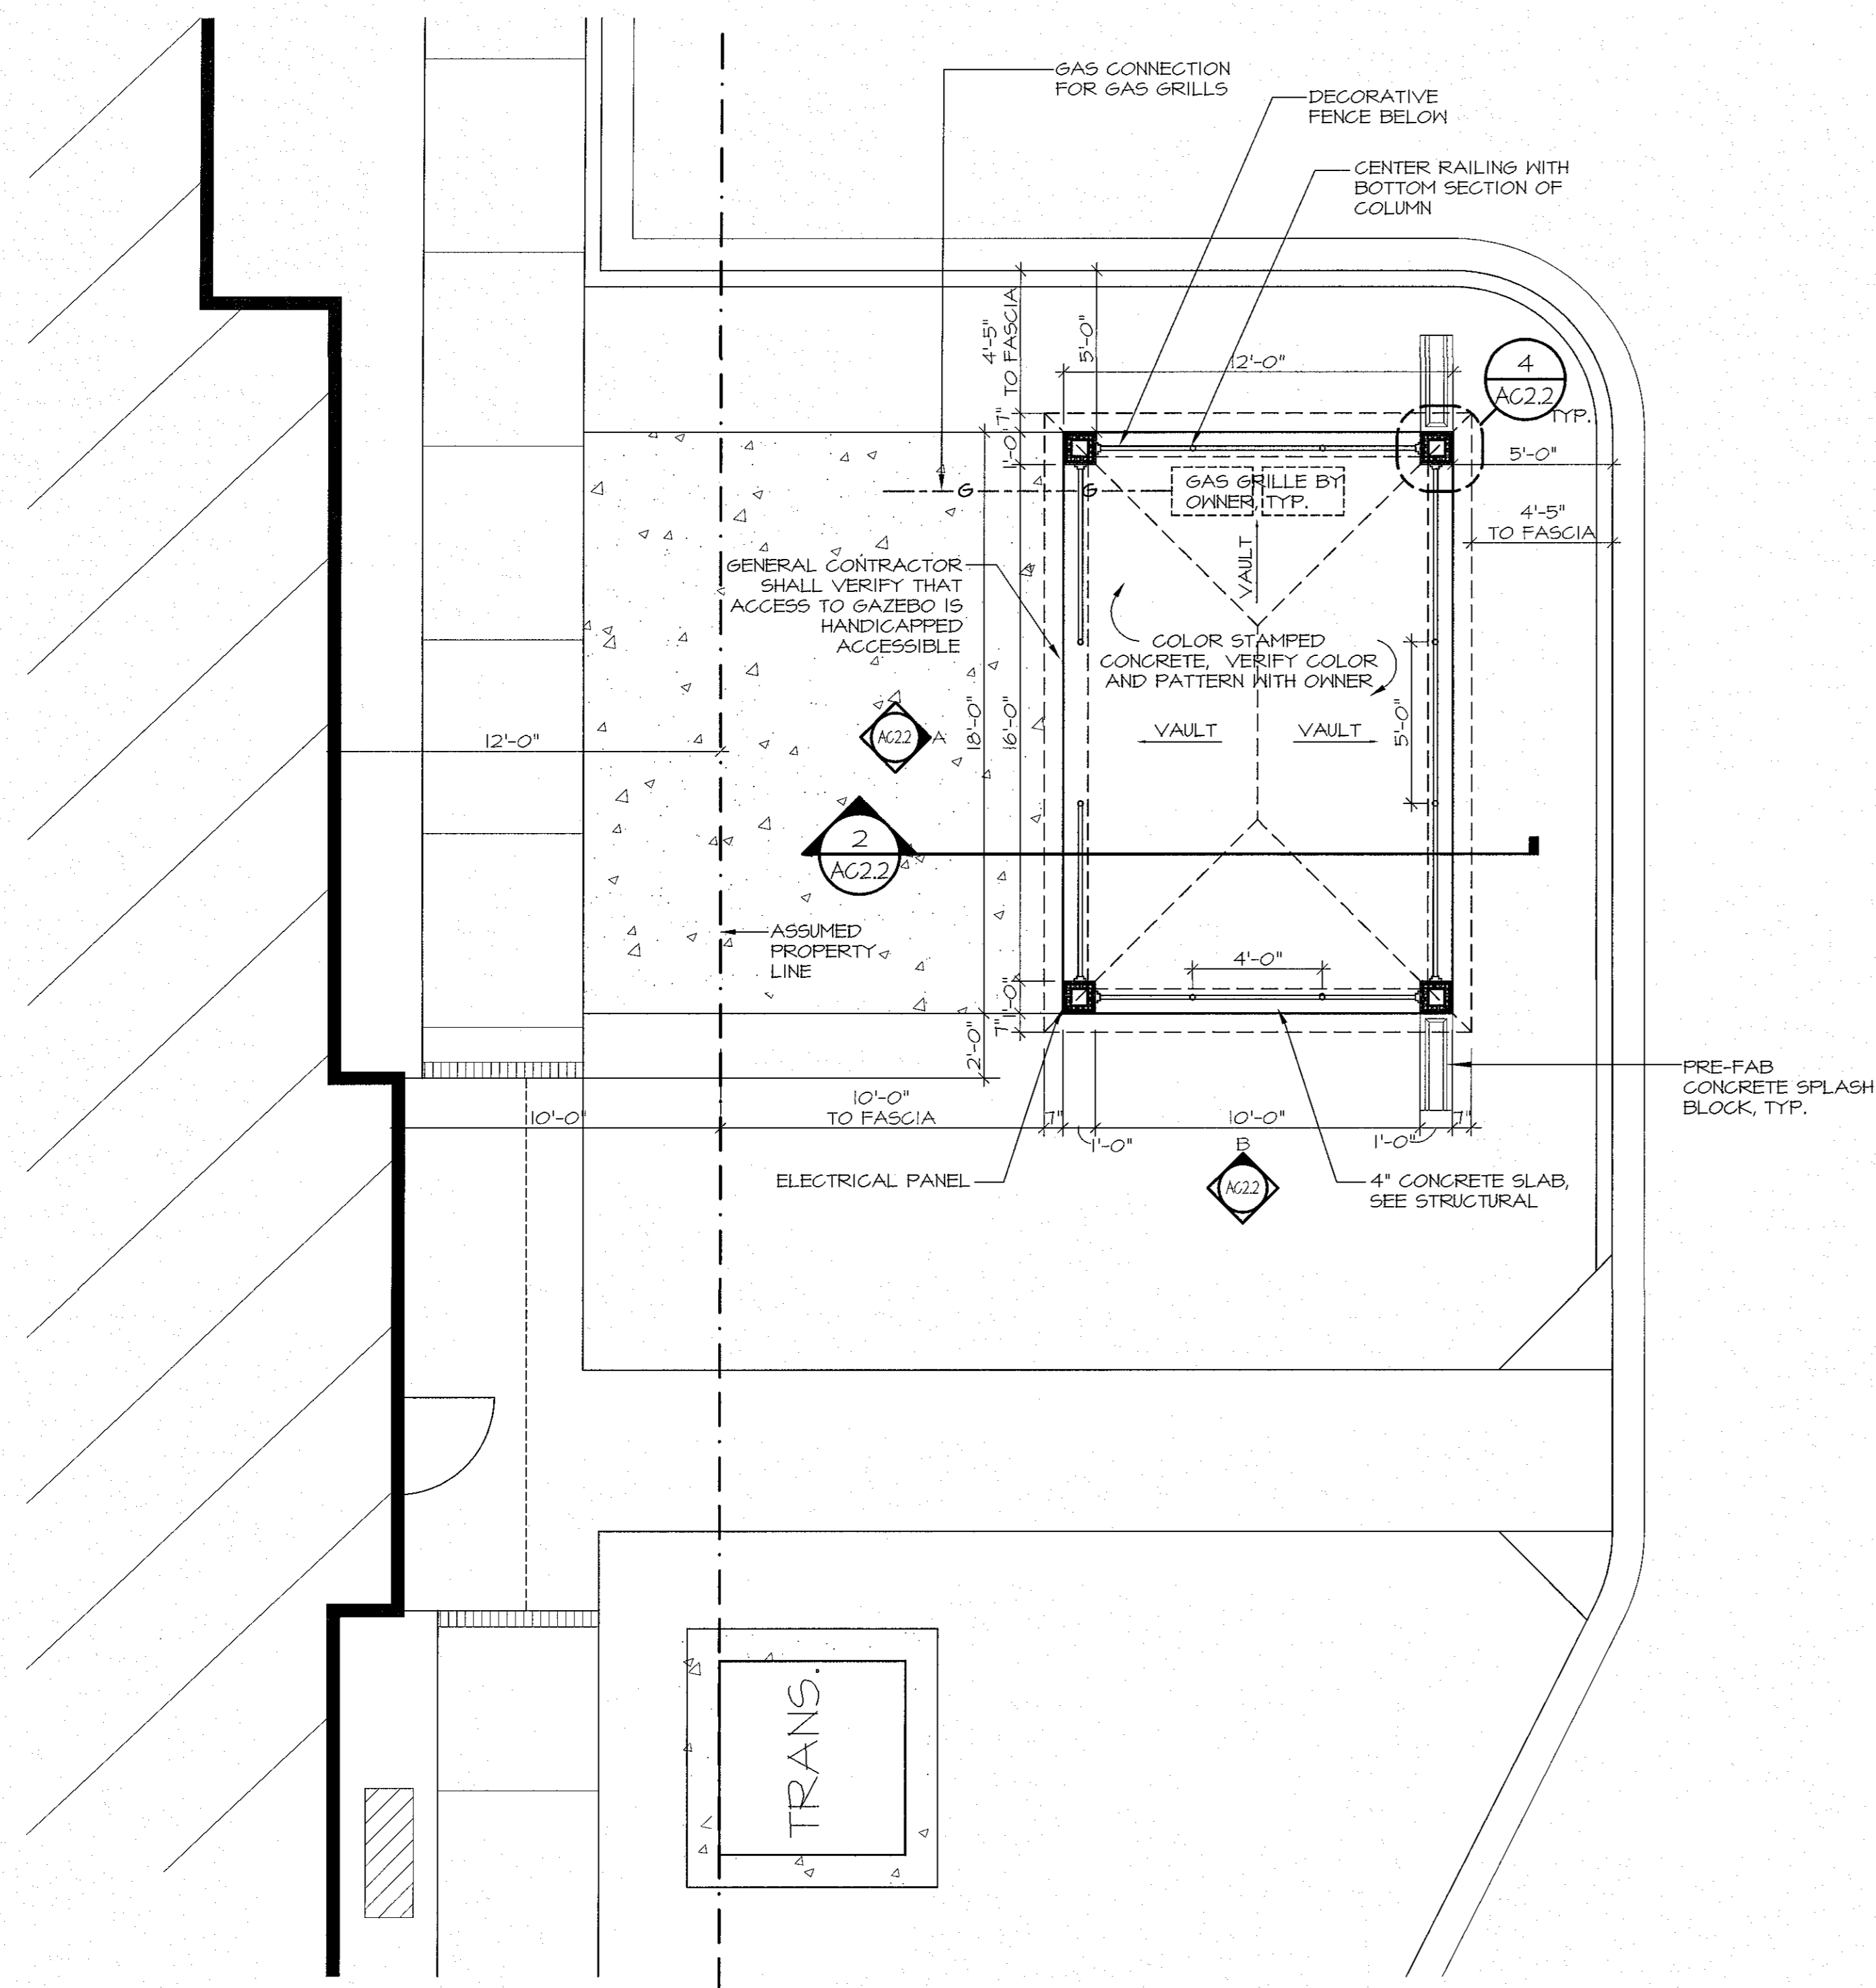 GAS CONNECTION
FOR GAS GRILLS
DECORATIVE
FENCE BELOW
CENTER RAILING WITH
BOTTOM SECTION OF
COLUMN
4'-5"
TO FASCIA
5'-0"
12'-0"
4
AC2.2
TYP.
7"
1'-0"
5'-0"
4'-5"
TO FASCIA
G
G
GAS GRILLE BY
OWNER, TYP.
GENERAL CONTRACTOR
SHALL VERIFY THAT
ACCESS TO GAZEBO IS
HANDICAPPED
ACCESSIBLE
VAULT
COLOR STAMPED
CONCRETE, VERIFY COLOR
AND PATTERN WITH OWNER
12'-0"
AC2.2
A
18'-0"
16'-0"
VAULT
VAULT
5'-0"
2
AC2.2
ASSUMED
PROPERTY
LINE
4'-0"
1'-0"
7"
2'-0"
PRE-FAB
CONCRETE SPLASH
BLOCK, TYP.
10'-0"
10'-0"
TO FASCIA
7"
1'-0"
10'-0"
1'-0"
7"
B
AC2.2
ELECTRICAL PANEL
4" CONCRETE SLAB,
SEE STRUCTURAL
TRANS.